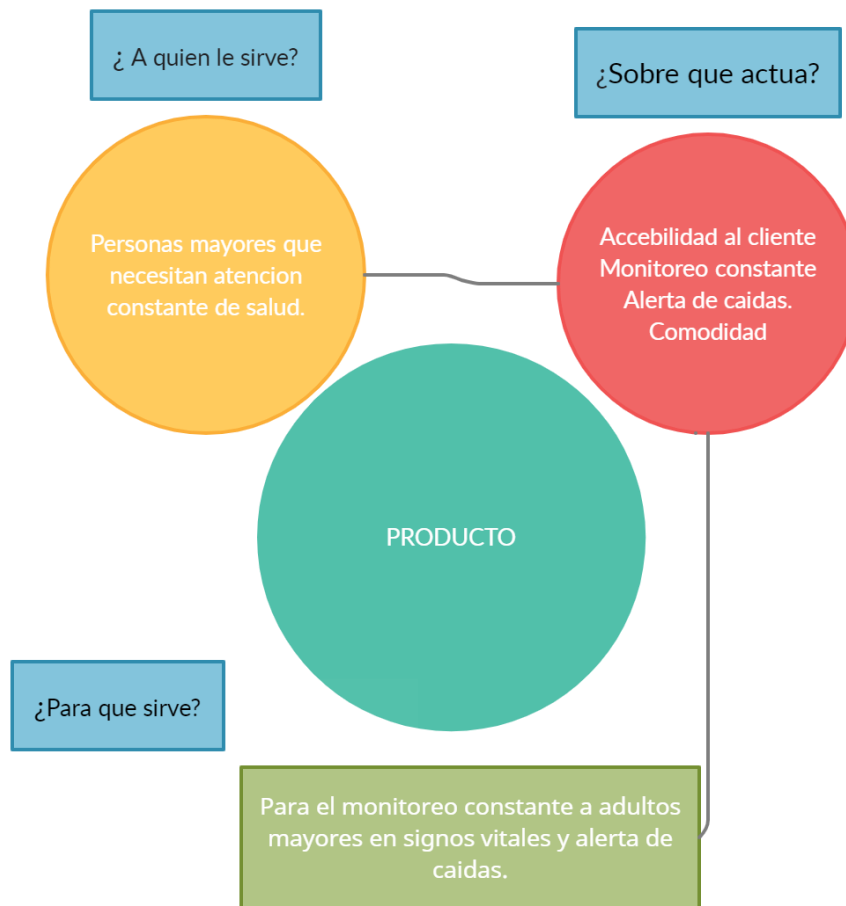 ¿ A quien le sirve?
¿Sobre que actua?
Personas mayores que
necesitan atencion
constante de salud.
Accebilidad al cliente
Monitoreo constante
Alerta de caidas.
Comodidad
PRODUCTO
¿Para que sirve?
Para el monitoreo constante a adultos
mayores en signos vitales y alerta de
caidas.